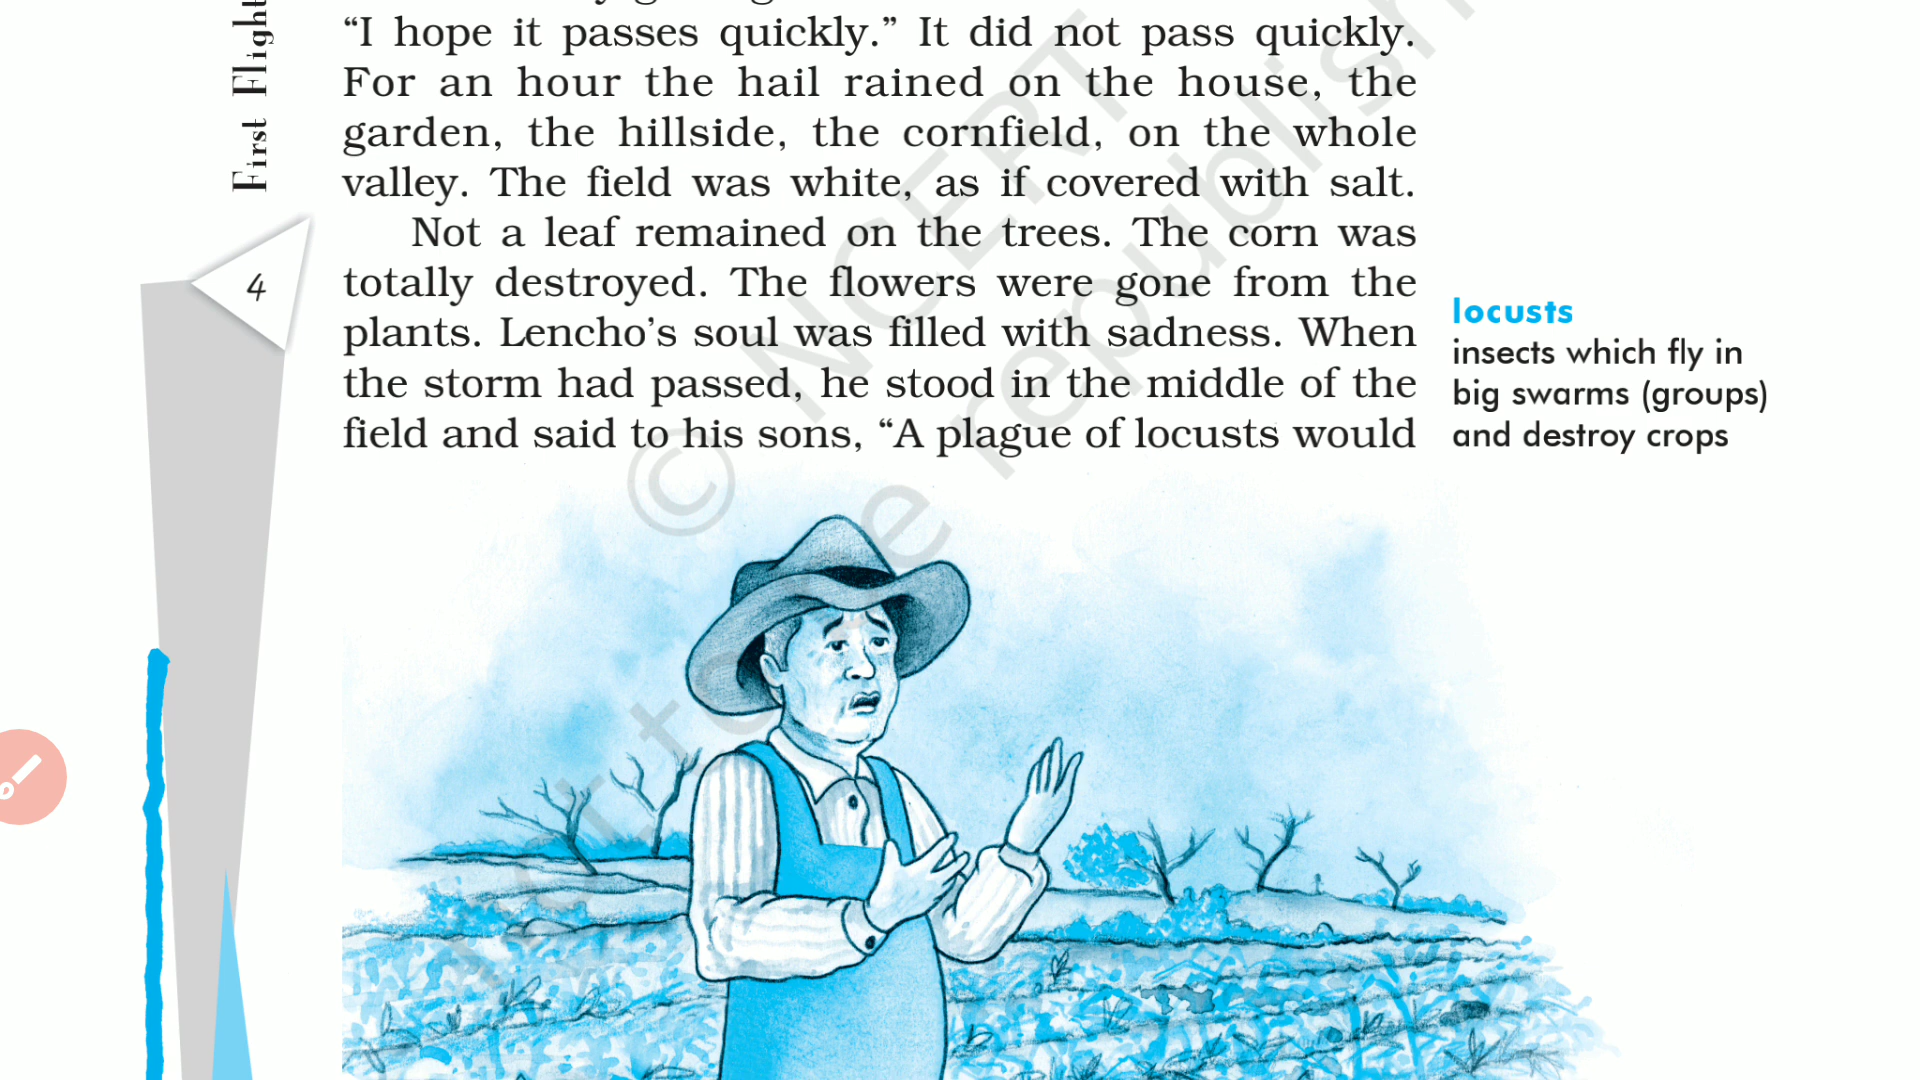 First Flight
“I hope it passes quickly.” It did not pass quickly.
For an hour the hail rained on the house, the
garden, the hillside, the cornfield, on the whole
valley. The field was white, as if covered with salt.
Not a leaf remained on the trees. The corn was
totally destroyed. The flowers were gone from the
plants. Lencho’s soul was filled with sadness. When
the storm had passed, he stood in the middle of the
field and said to his sons, “A plague of locusts would
4
locusts
insects which fly in
big swarms (groups)
and destroy crops
© NCERT
not to be republish